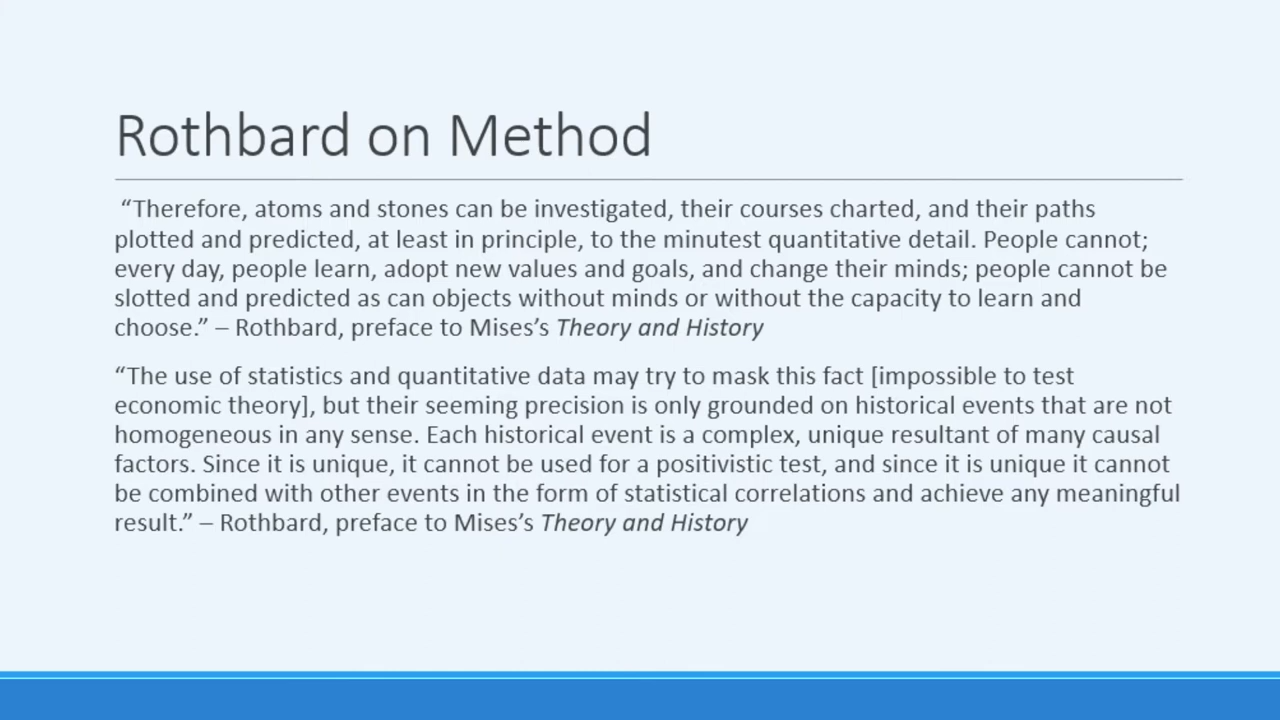 Rothbard on Method
“Therefore, atoms and stones can be investigated, their courses charted, and their paths
plotted and predicted, at least in principle, to the minutest quantitative detail. People cannot;
every day, people learn, adopt new values and goals, and change their minds; people cannot be
slotted and predicted as can objects without minds or without the capacity to learn and
choose.” – Rothbard, preface to Mises’s Theory and History
“The use of statistics and quantitative data may try to mask this fact [impossible to test
economic theory], but their seeming precision is only grounded on historical events that are not
homogeneous in any sense. Each historical event is a complex, unique resultant of many causal
factors. Since it is unique, it cannot be used for a positivistic test, and since it is unique it cannot
be combined with other events in the form of statistical correlations and achieve any meaningful
result.” – Rothbard, preface to Mises’s Theory and History